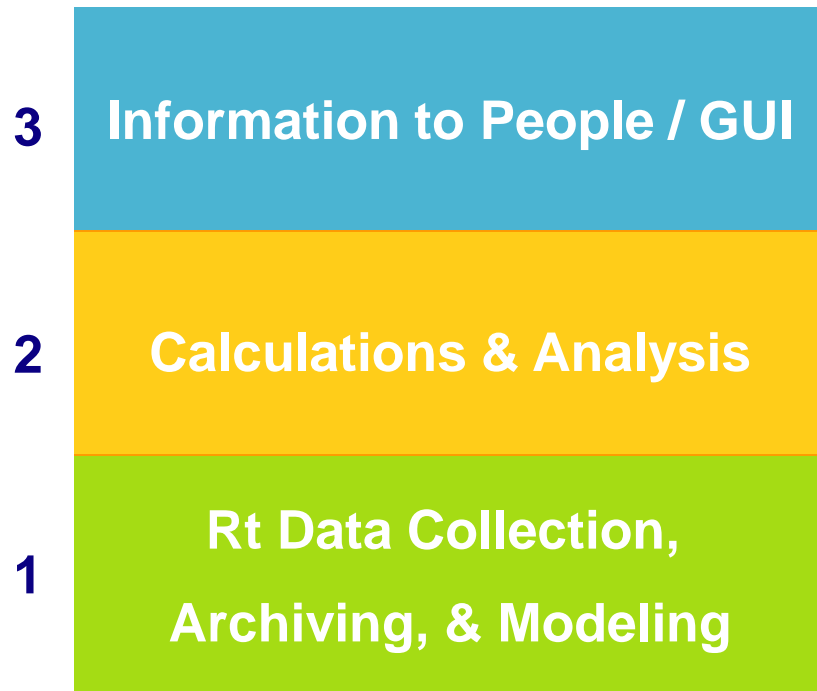 3
Information to People / GUI
2
Calculations & Analysis
1
Rt Data Collection,
Archiving, & Modeling